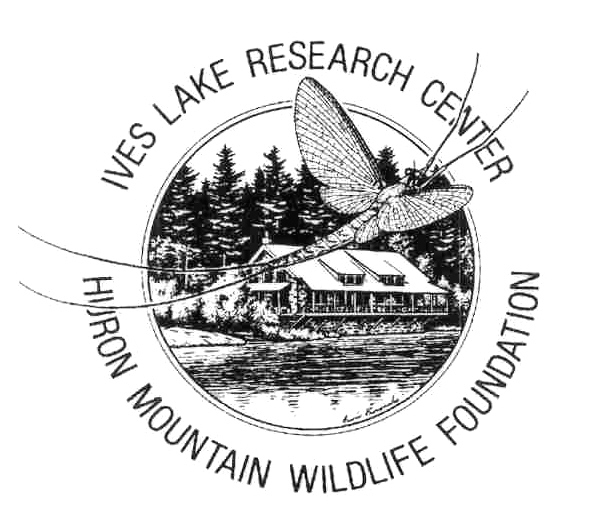 IVES LAKE RESEARCH CENTER
HURON MOUNTAIN WILDLIFE FOUNDATION